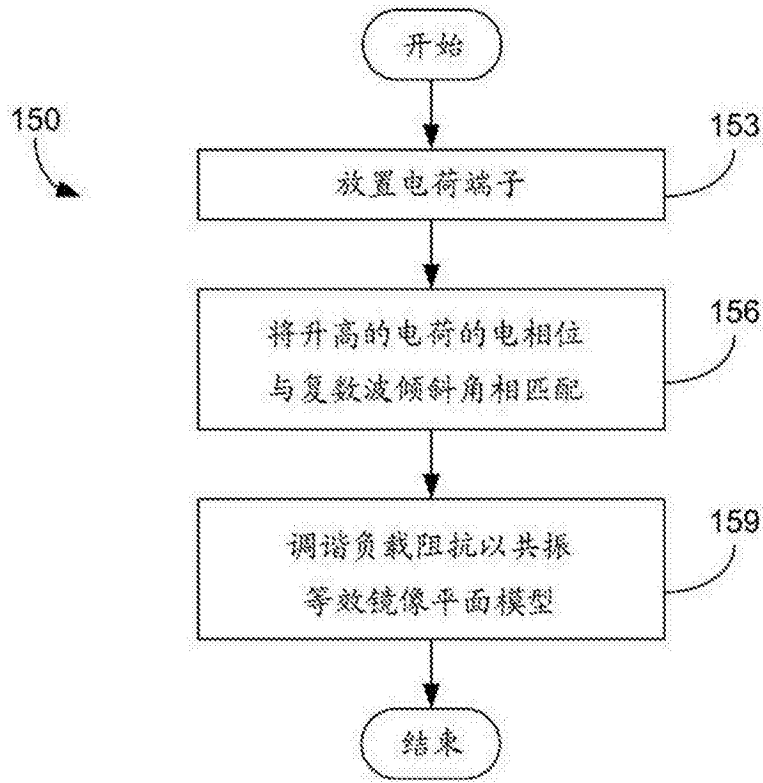 开始
150
153
放置电荷端子
156
将升高的电荷的电相位
与复数波倾斜角相匹配
159
调谐负载阻抗以共振
等效镜像平面模型
结束